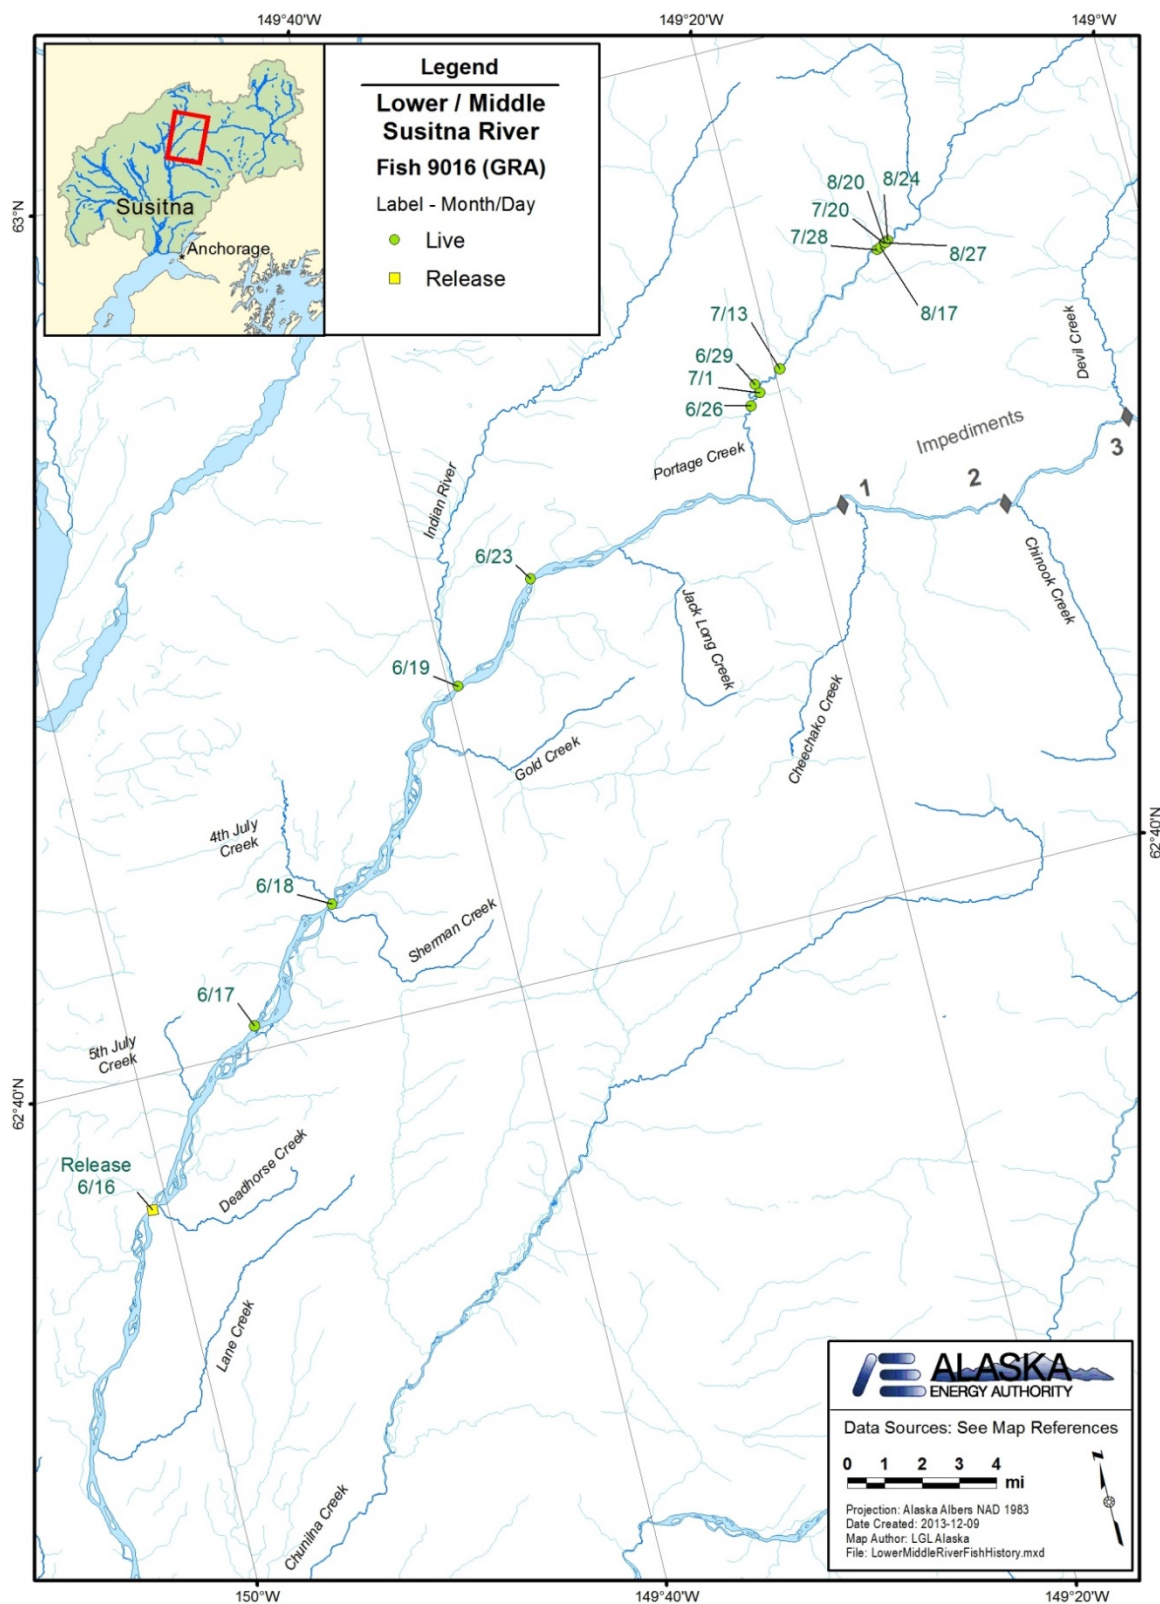 149°40'W
149°20'W
149°W
Legend
Lower / Middle
Susitna River
Fish 9016 (GRA)
Label - Month/Day
Live
Release
Susitna
Anchorage
63°N
8/20
8/24
7/20
7/28
8/27
8/17
7/13
6/29
7/1
6/26
Devil Creek
Impediments
3
2
1
Portage Creek
Indian River
6/23
Jack Long Creek
Chinook Creek
6/19
Cheechako Creek
Gold Creek
62°40'N
4th July
Creek
6/18
Sherman Creek
6/17
5th July
Creek
62°40'N
Release
6/16
Deadhorse Creek
Lane Creek
Chunilna Creek
ALASKA
ENERGY AUTHORITY
Data Sources: See Map References
0 1 2 3 4
mi
N
Projection: Alaska Albers NAD 1983
Date Created: 2013-12-09
Map Author: LGL Alaska
File: LowerMiddleRiverFishHistory.mxd
150°W
149°40'W
149°20'W